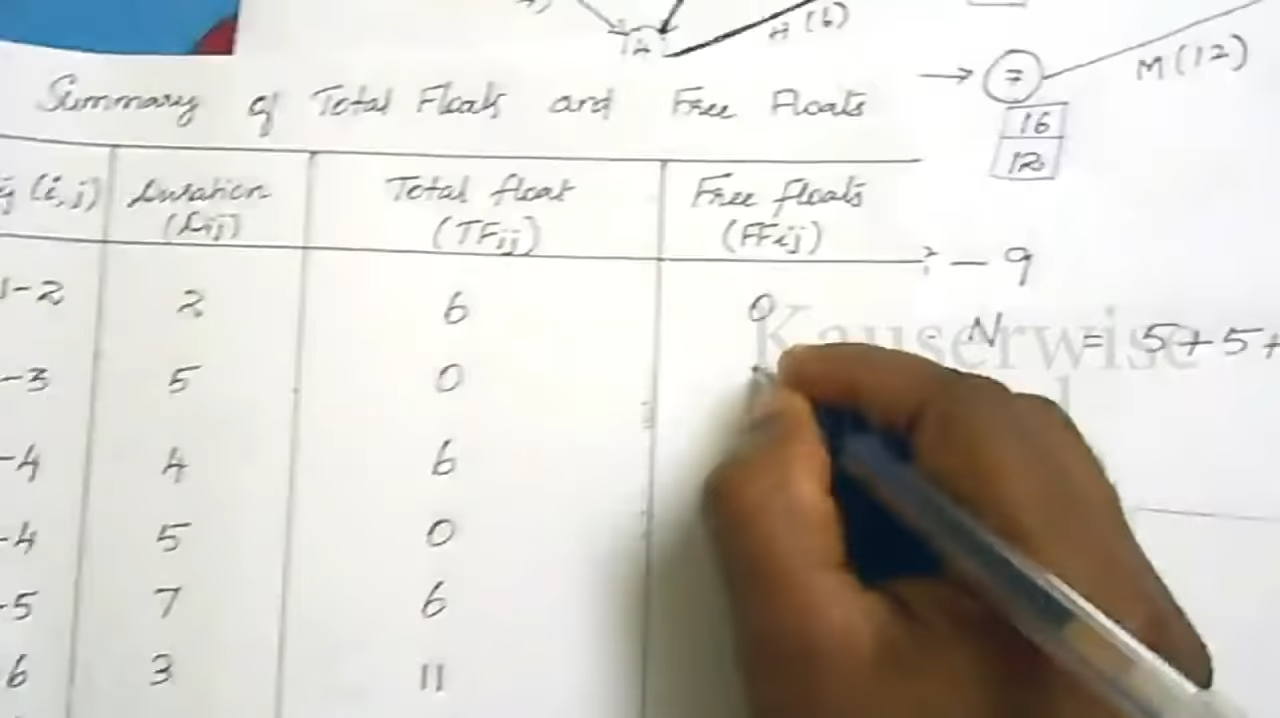 H (6)
7
M (12)
16
12
Summary of Total Floats and Free Floats
(i,j) Duration Total float Free floats
(Dij) (TFij) (FFij)
- 9
1-2 2 6 0
N = 5+5+
Kauserwise
-3 5 0
-4 4 6
-4 5 0
-5 7 6
6 3 11